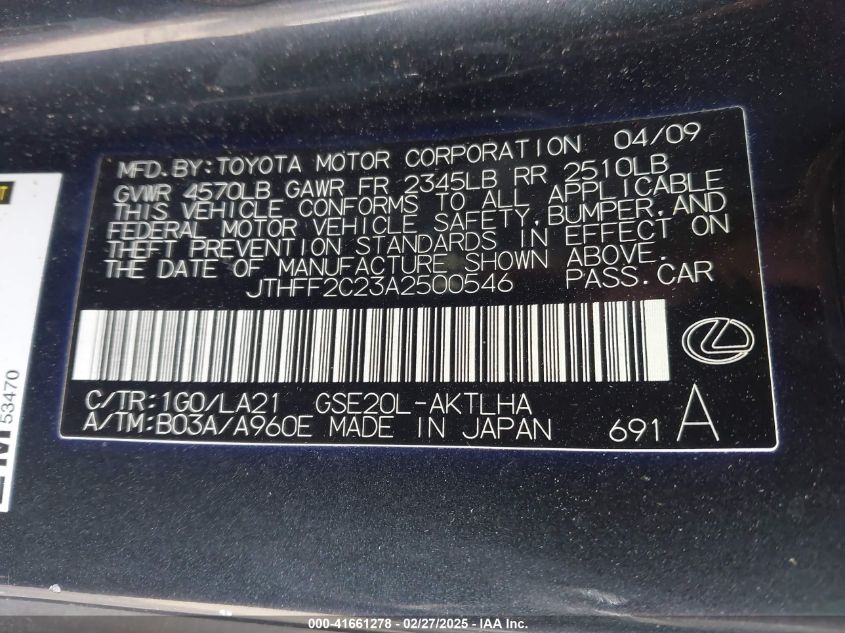 MFD.BY:TOYOTA MOTOR CORPORATION 04/09
GVWR 4570LB GAWR FR 2345LB RR 2510LB
THIS VEHICLE CONFORMS TO ALL APPLICABLE
FEDERAL MOTOR VEHICLE SAFETY,BUMPER,AND
THEFT PREVENTION STANDARDS IN EFFECT ON
THE DATE OF MANUFACTURE SHOWN ABOVE.
JTHFF2C23A2500546 PASS.CAR
C/TR:1G0/LA21 GSE20L-AKTLHA
A/TM:B03A/A960E MADE IN JAPAN 691 A
53470
000-41661278 - 02/27/2025 - IAA Inc.